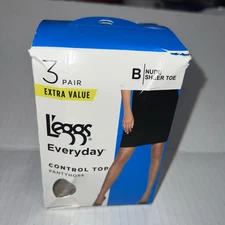 3
PAIR
EXTRA VALUE
B
NUDE
SHEER TOE
L'eggs
Everyday
CONTROL TOP
PANTYHOSE